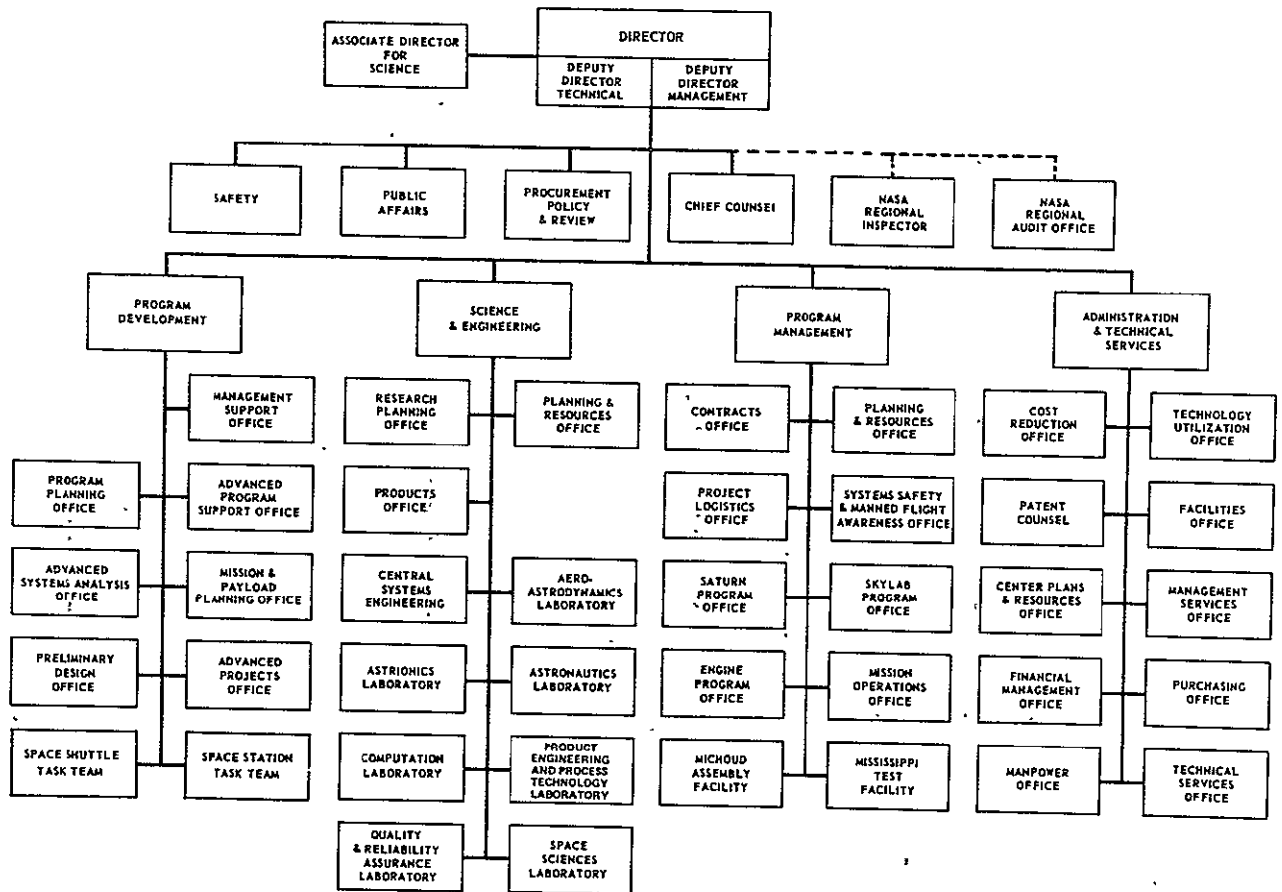 ASSOCIATE DIRECTOR
FOR
SCIENCE
DIRECTOR
DEPUTY
DIRECTOR
TECHNICAL
DEPUTY
DIRECTOR
MANAGEMENT
SAFETY
PUBLIC
AFFAIRS
PROCUREMENT
POLICY
& REVIEW
CHIEF COUNSEL
NASA
REGIONAL
INSPECTOR
NASA
REGIONAL
AUDIT OFFICE
PROGRAM
DEVELOPMENT
SCIENCE
& ENGINEERING
PROGRAM
MANAGEMENT
ADMINISTRATION
& TECHNICAL
SERVICES
MANAGEMENT
SUPPORT
OFFICE
PROGRAM
PLANNING
OFFICE
ADVANCED
PROGRAM
SUPPORT OFFICE
ADVANCED
SYSTEMS ANALYSIS
OFFICE
MISSION &
PAYLOAD
PLANNING OFFICE
PRELIMINARY
DESIGN
OFFICE
ADVANCED
PROJECTS
OFFICE
SPACE SHUTTLE
TASK TEAM
SPACE STATION
TASK TEAM
RESEARCH
PLANNING
OFFICE
PLANNING
& RESOURCES
OFFICE
PRODUCTS
OFFICE
CENTRAL
SYSTEMS
ENGINEERING
AERO-
ASTRODYNAMICS
LABORATORY
ASTRIONICS
LABORATORY
ASTRONAUTICS
LABORATORY
COMPUTATION
LABORATORY
PRODUCT
ENGINEERING
AND PROCESS
TECHNOLOGY
LABORATORY
QUALITY
& RELIABILITY
ASSURANCE
LABORATORY
SPACE
SCIENCES
LABORATORY
CONTRACTS
OFFICE
PLANNING
& RESOURCES
OFFICE
PROJECT
LOGISTICS
OFFICE
SYSTEMS SAFETY
& MANNED FLIGHT
AWARENESS OFFICE
SATURN
PROGRAM
OFFICE
SKYLAB
PROGRAM
OFFICE
ENGINE
PROGRAM
OFFICE
MISSION
OPERATIONS
OFFICE
MICHOUD
ASSEMBLY
FACILITY
MISSISSIPPI
TEST
FACILITY
COST
REDUCTION
OFFICE
TECHNOLOGY
UTILIZATION
OFFICE
PATENT
COUNSEL
FACILITIES
OFFICE
CENTER PLANS
& RESOURCES
OFFICE
MANAGEMENT
SERVICES
OFFICE
FINANCIAL
MANAGEMENT
OFFICE
PURCHASING
OFFICE
MANPOWER
OFFICE
TECHNICAL
SERVICES
OFFICE